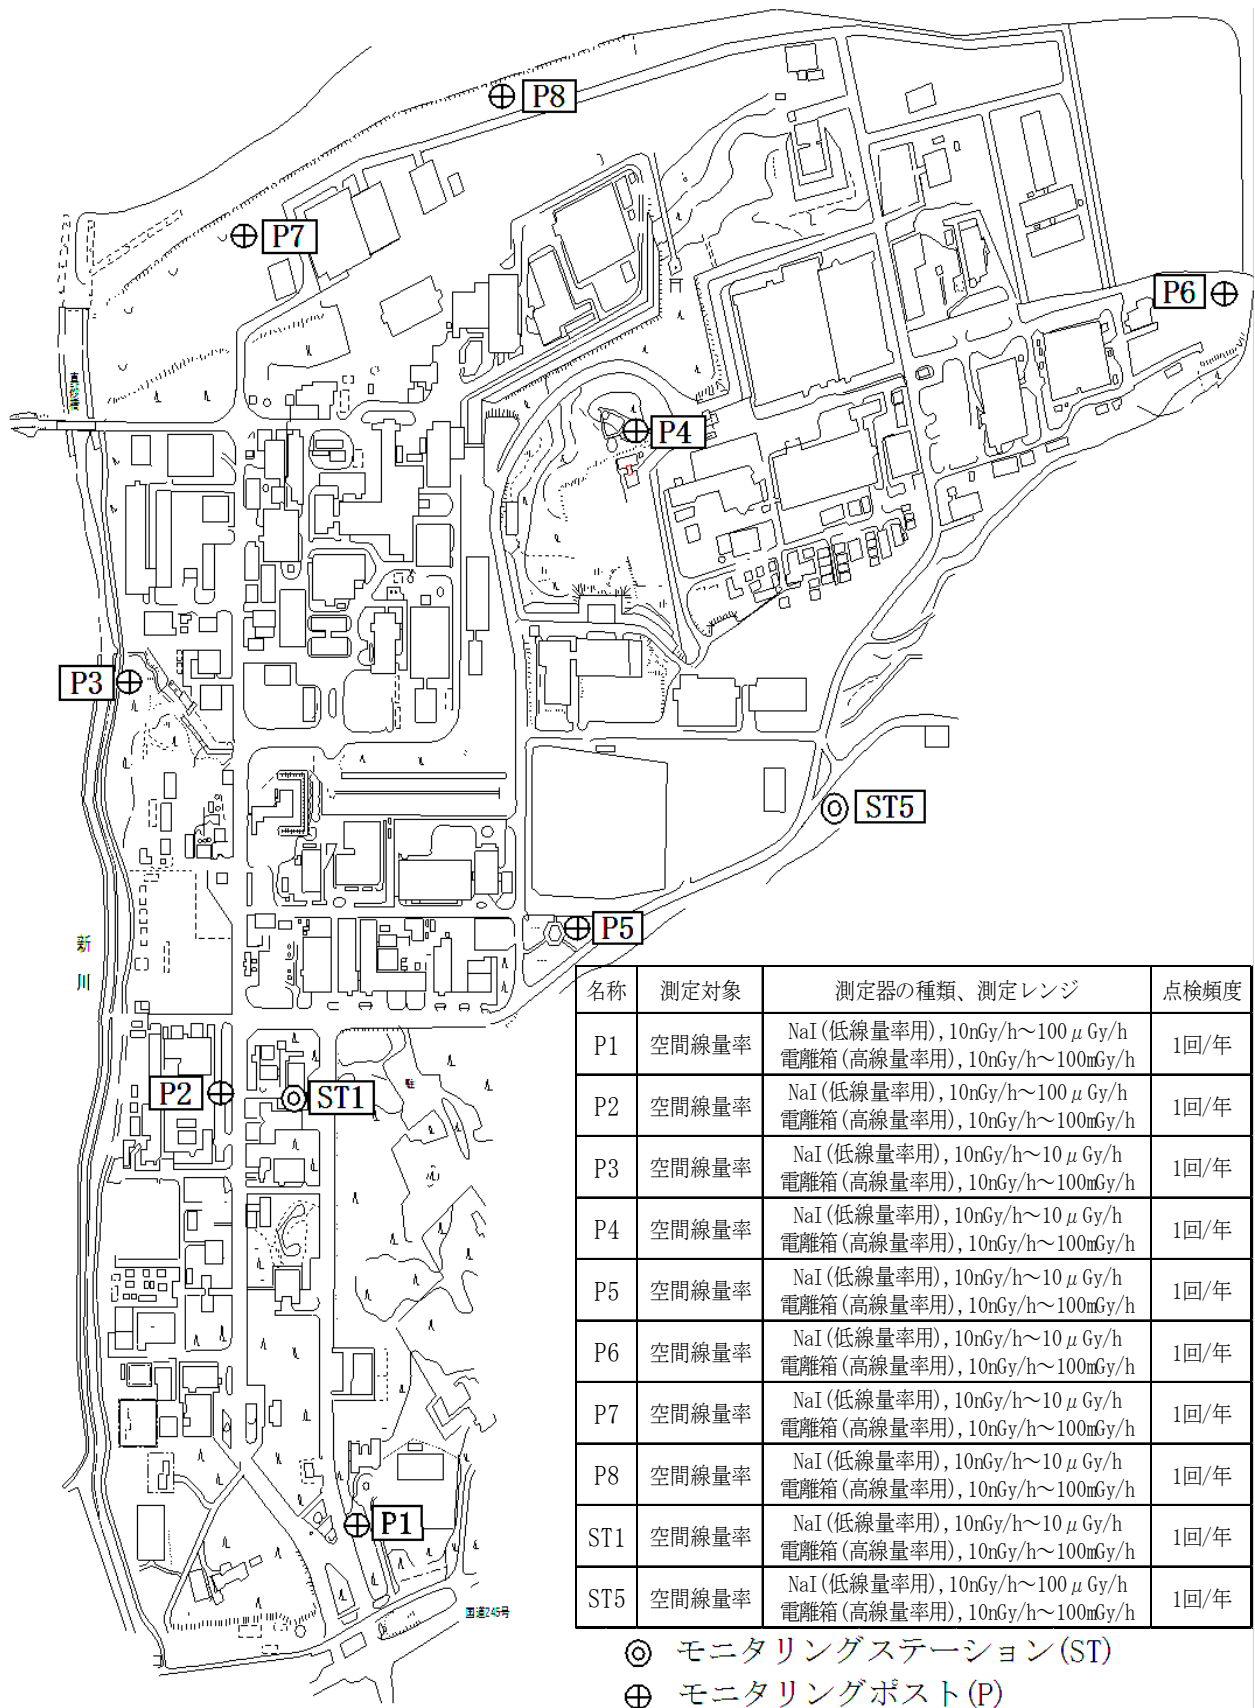 P8
P7
P6
真砂橋
P4
P3
ST5
新
川
P5
P2
ST1
P1
国道245号
名称 測定対象 測定器の種類、測定レンジ 点検頻度
P1 空間線量率 NaI(低線量率用),10nGy/h～100μGy/h
電離箱(高線量率用),10nGy/h～100mGy/h 1回/年
P2 空間線量率 NaI(低線量率用),10nGy/h～100μGy/h
電離箱(高線量率用),10nGy/h～100mGy/h 1回/年
P3 空間線量率 NaI(低線量率用),10nGy/h～10μGy/h
電離箱(高線量率用),10nGy/h～100mGy/h 1回/年
P4 空間線量率 NaI(低線量率用),10nGy/h～10μGy/h
電離箱(高線量率用),10nGy/h～100mGy/h 1回/年
P5 空間線量率 NaI(低線量率用),10nGy/h～10μGy/h
電離箱(高線量率用),10nGy/h～100mGy/h 1回/年
P6 空間線量率 NaI(低線量率用),10nGy/h～10μGy/h
電離箱(高線量率用),10nGy/h～100mGy/h 1回/年
P7 空間線量率 NaI(低線量率用),10nGy/h～10μGy/h
電離箱(高線量率用),10nGy/h～100mGy/h 1回/年
P8 空間線量率 NaI(低線量率用),10nGy/h～10μGy/h
電離箱(高線量率用),10nGy/h～100mGy/h 1回/年
ST1 空間線量率 NaI(低線量率用),10nGy/h～10μGy/h
電離箱(高線量率用),10nGy/h～100mGy/h 1回/年
ST5 空間線量率 NaI(低線量率用),10nGy/h～100μGy/h
電離箱(高線量率用),10nGy/h～100mGy/h 1回/年
◎ モニタリングステーション(ST)
⊕ モニタリングポスト(P)